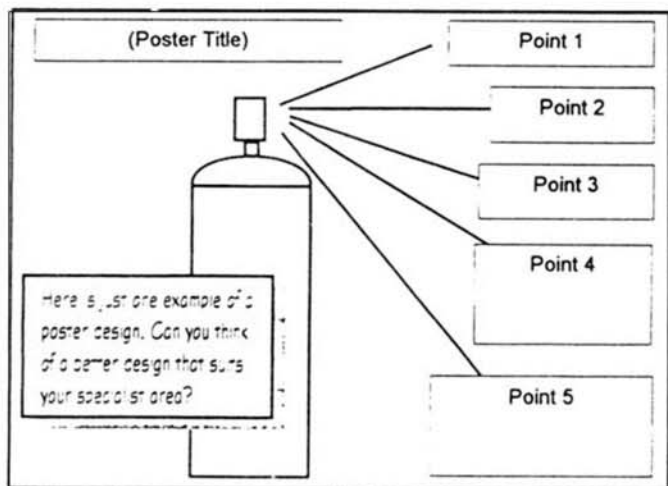 (Poster Title)
Point 1
Point 2
Point 3
Point 4
Point 5
Here is just are example of a
poster design. Can you think
of a better design that suits
your specialist area?